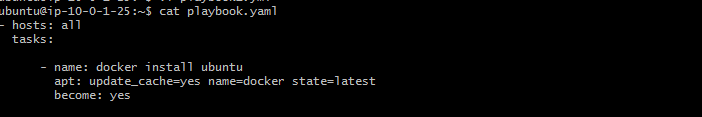 ubuntu@ip-10-0-1-25:~$ cat playbook.yaml
- hosts: all
  tasks:

      - name: docker install ubuntu
        apt: update_cache=yes name=docker state=latest
        become: yes